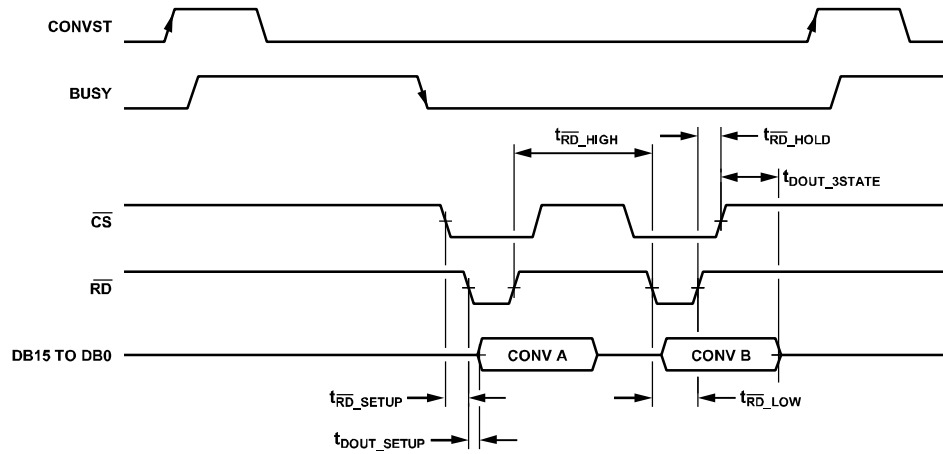 CONVST
BUSY
tRD_HIGH
tRD_HOLD
tDOUT_3STATE
CS
RD
DB15 TO DB0
CONV A
CONV B
tRD_SETUP
tRD_LOW
tDOUT_SETUP